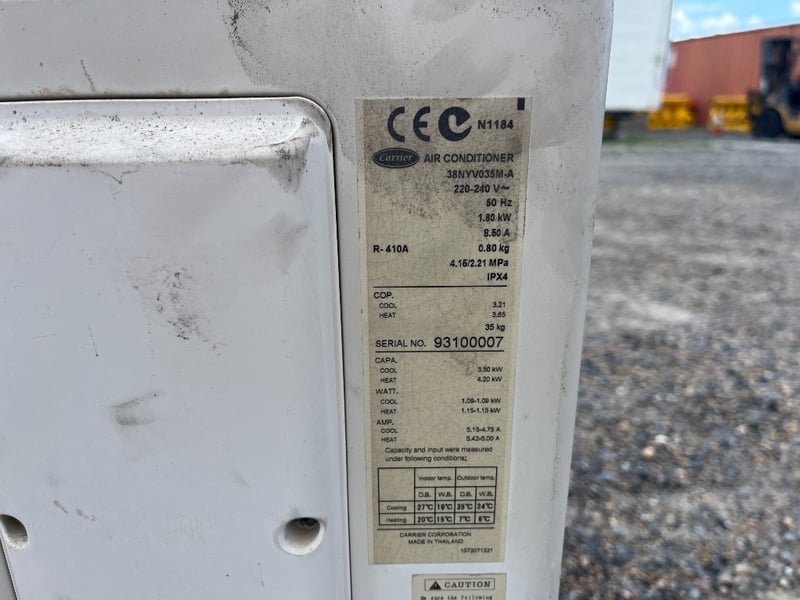 CE N1184
Carrier AIR CONDITIONER
38NYV035M-A
220-240 V~
50 Hz
1.80 kW
8.50 A
R-410A 0.80 kg
4.15/2.21 MPa
IPX4
COP.
COOL 3.21
HEAT 3.65
35 kg
SERIAL NO. 93100007
CAPA.
COOL 3.50 kW
HEAT 4.20 kW
WATT.
COOL 1.09-1.09 kW
HEAT 1.15-1.15 kW
AMP.
COOL 5.15-4.75 A
HEAT 5.42-5.00 A
Capacity and input were measured
under following conditions;
Indoor temp. Outdoor temp.
D.B. W.B. D.B. W.B.
Cooling 27°C 19°C 35°C 24°C
Heating 20°C 15°C 7°C 6°C
CARRIER CORPORATION
MADE IN THAILAND
1072071321
CAUTION
Be sure the following